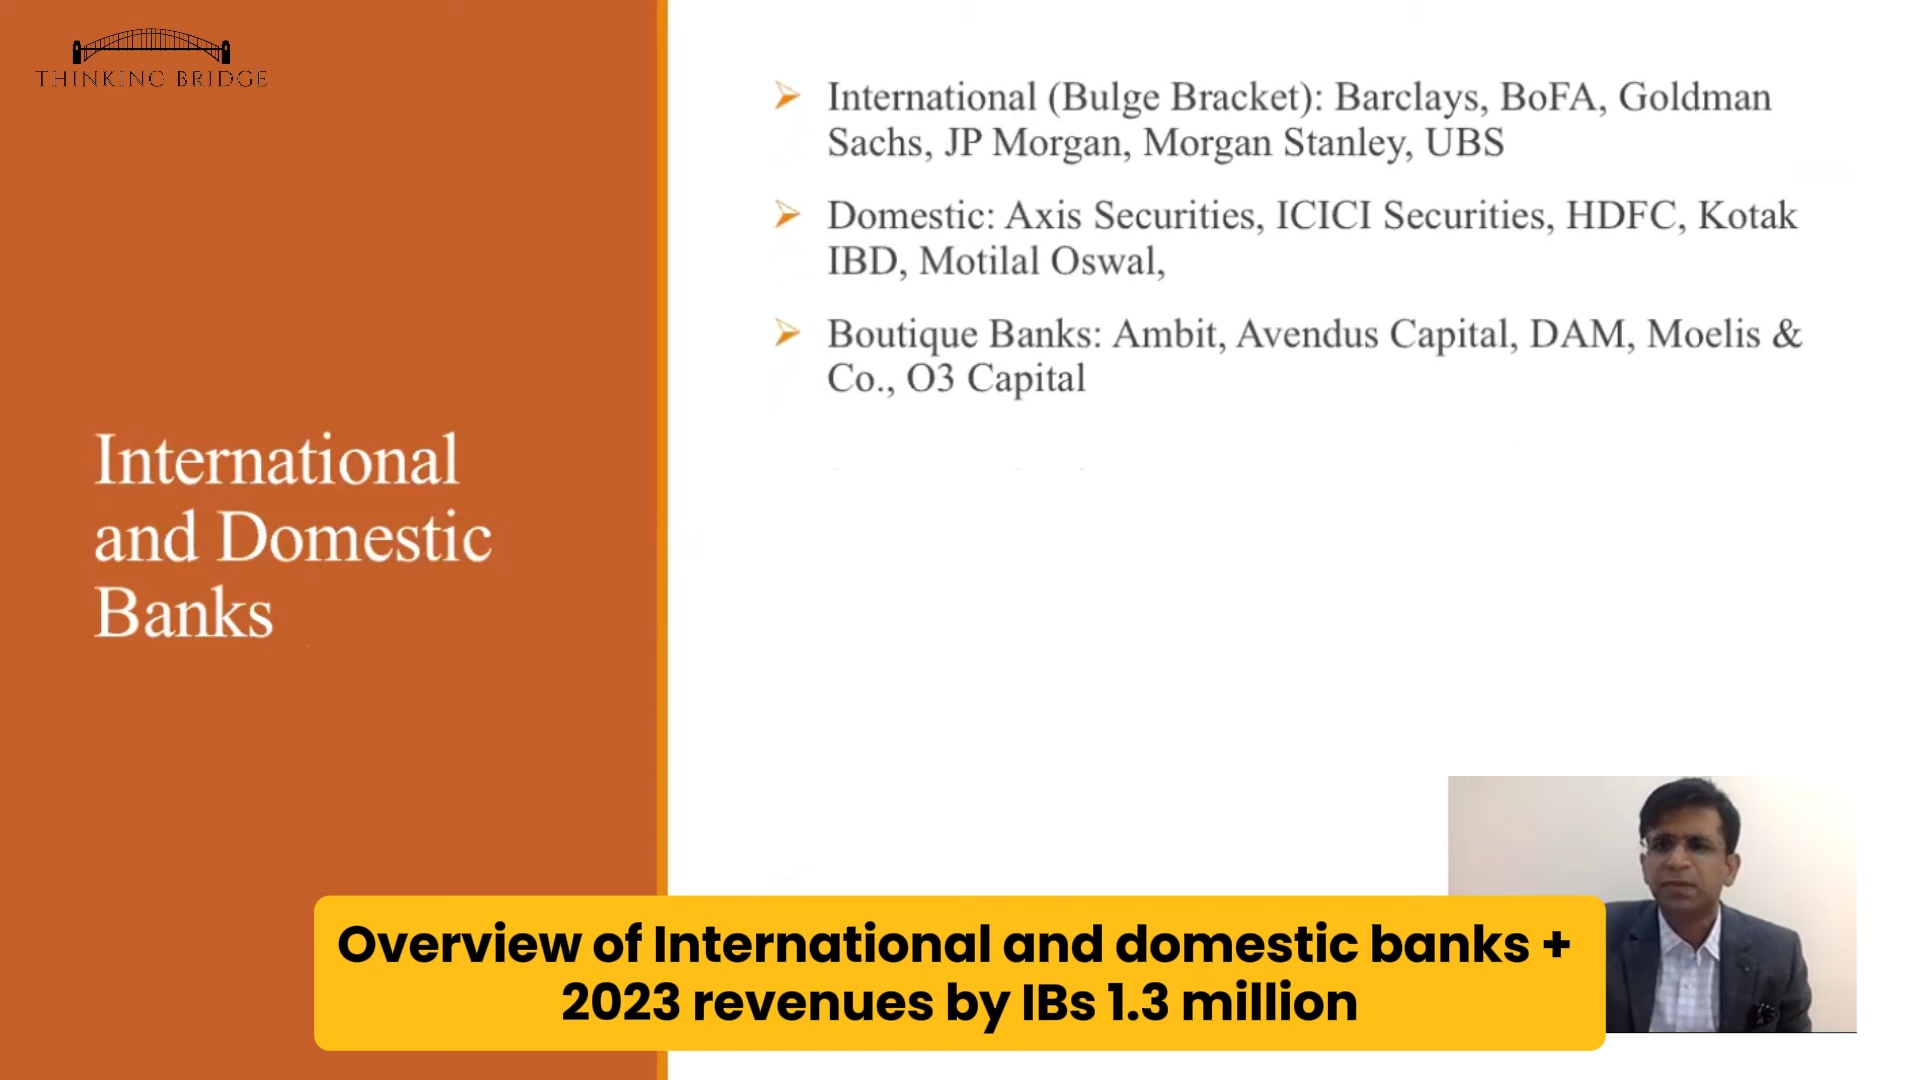 THINKING BRIDGE
International
and Domestic
Banks
International (Bulge Bracket): Barclays, BoFA, Goldman
Sachs, JP Morgan, Morgan Stanley, UBS
Domestic: Axis Securities, ICICI Securities, HDFC, Kotak
IBD, Motilal Oswal,
Boutique Banks: Ambit, Avendus Capital, DAM, Moelis &
Co., O3 Capital
Overview of International and domestic banks +
2023 revenues by IBs 1.3 million